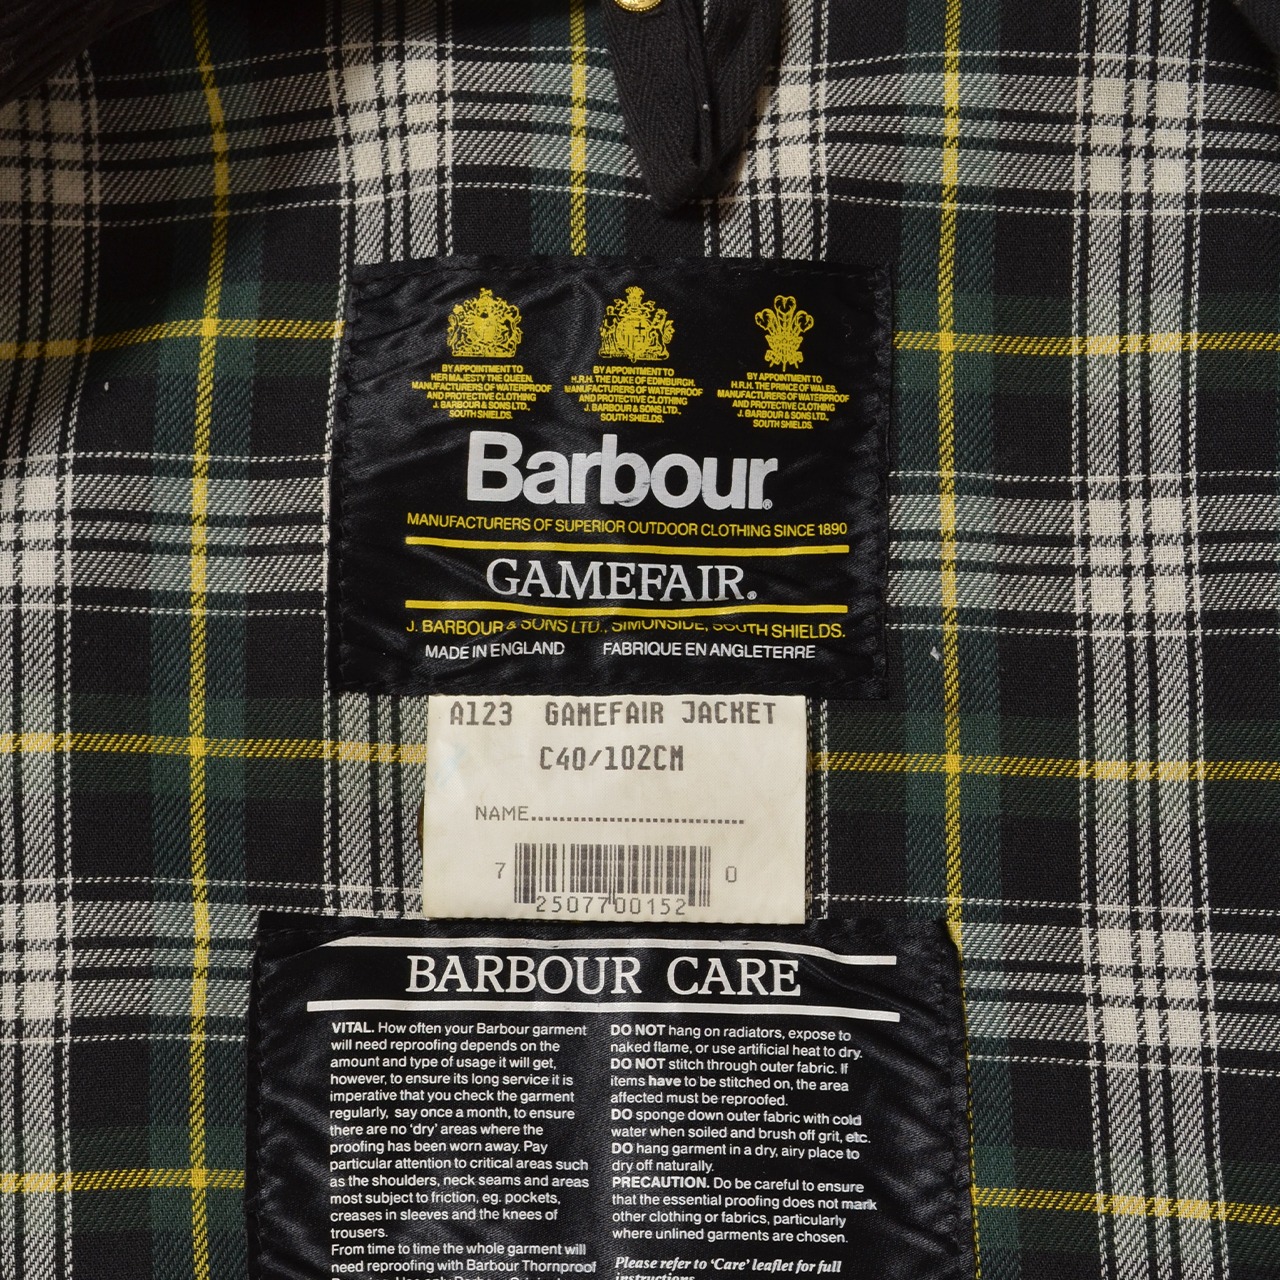 BY APPOINTMENT TO
HER MAJESTY THE QUEEN.
MANUFACTURERS OF WATERPROOF
AND PROTECTIVE CLOTHING
J. BARBOUR & SONS LTD.,
SOUTH SHIELDS.
BY APPOINTMENT TO
H.R.H. THE DUKE OF EDINBURGH.
MANUFACTURERS OF WATERPROOF
AND PROTECTIVE CLOTHING
J. BARBOUR & SONS LTD.,
SOUTH SHIELDS.
BY APPOINTMENT TO
H.R.H. THE PRINCE OF WALES.
MANUFACTURERS OF WATERPROOF
AND PROTECTIVE CLOTHING
J. BARBOUR & SONS LTD.,
SOUTH SHIELDS.
Barbour®
MANUFACTURERS OF SUPERIOR OUTDOOR CLOTHING SINCE 1890
GAMEFAIR®
J. BARBOUR & SONS LTD., SIMONSIDE, SOUTH SHIELDS.
MADE IN ENGLAND FABRIQUE EN ANGLETERRE
A123 GAMEFAIR JACKET
C40/102CM
NAME................................
7 2507700152 0
BARBOUR CARE
VITAL. How often your Barbour garment
will need reproofing depends on the
amount and type of usage it will get,
however, to ensure its long service it is
imperative that you check the garment
regularly, say once a month, to ensure
there are no 'dry' areas where the
proofing has been worn away. Pay
particular attention to critical areas such
as the shoulders, neck seams and areas
most subject to friction, eg. pockets,
creases in sleeves and the knees of
trousers.
From time to time the whole garment will
need reproofing with Barbour Thornproof
DO NOT hang on radiators, expose to
naked flame, or use artificial heat to dry.
DO NOT stitch through outer fabric. If
items have to be stitched on, the area
affected must be reproofed.
DO sponge down outer fabric with cold
water when soiled and brush off grit, etc.
DO hang garment in a dry, airy place to
dry off naturally.
PRECAUTION. Do be careful to ensure
that the essential proofing does not mark
other clothing or fabrics, particularly
where unlined garments are chosen.
Please refer to 'Care' leaflet for full
instructions